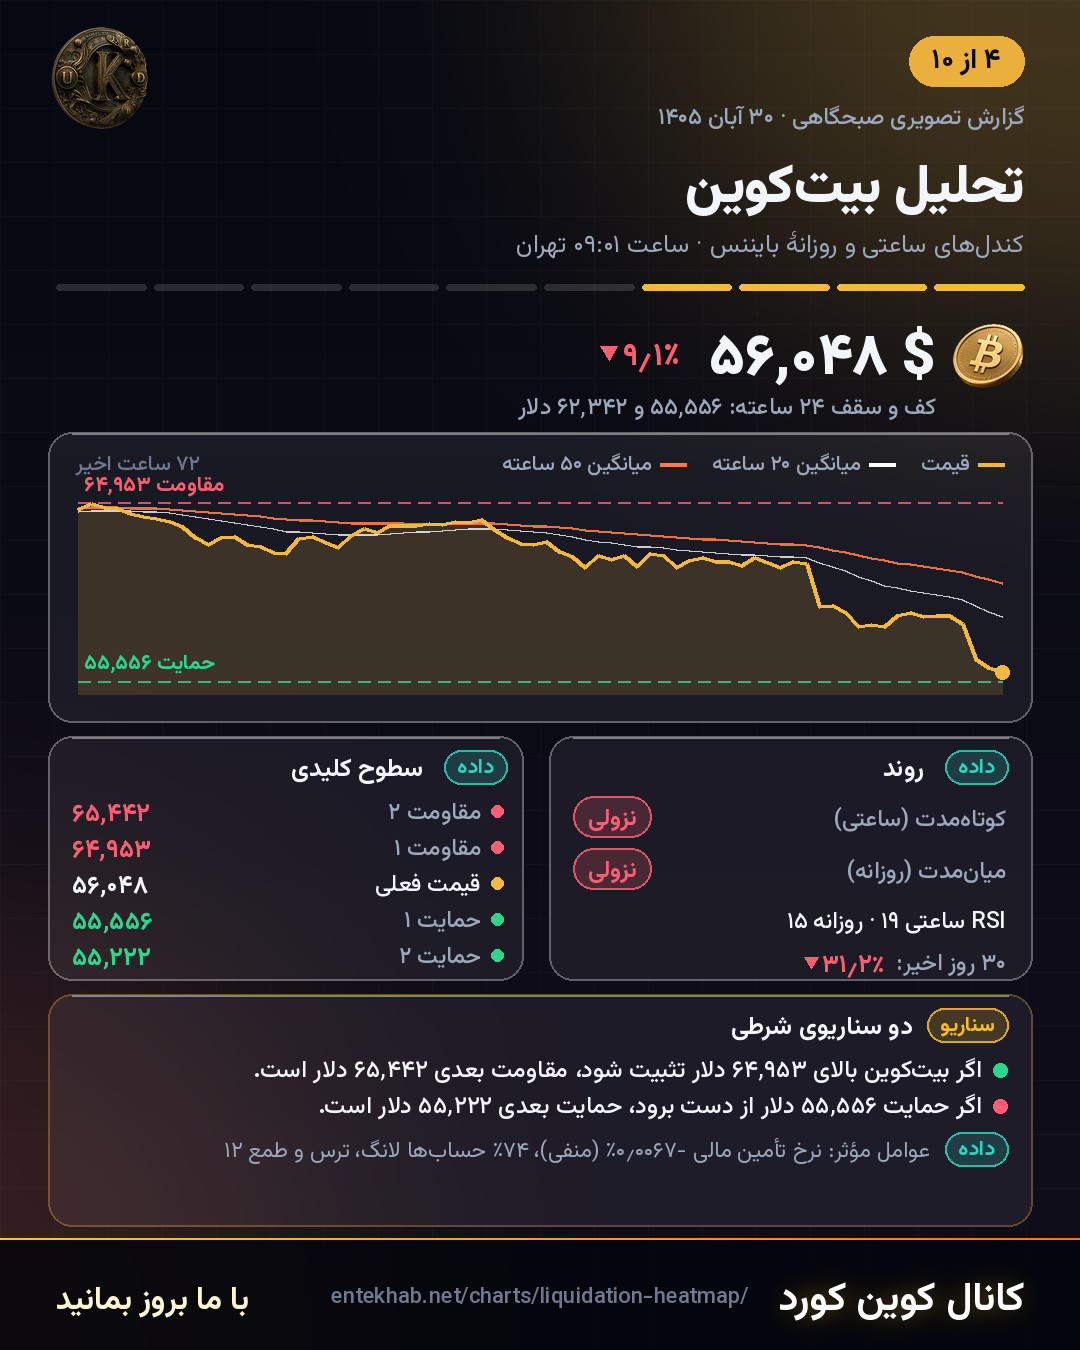 ۴ از ۱۰
گزارش تصویری صبحگاهی · ۳۰ آبان ۱۴۰۵
تحلیل بیت‌کوین
کندل‌های ساعتی و روزانهٔ بایننس · ساعت ۰۹:۰۱ تهران
$ ۵۶,۰۴۸ ۹٫۱٪ ▼
کف و سقف ۲۴ ساعته: ۵۵,۵۵۶ و ۶۲,۳۴۲ دلار
قیمت میانگین ۲۰ ساعته میانگین ۵۰ ساعته ۷۲ ساعت اخیر
مقاومت ۶۴,۹۵۳
حمایت ۵۵,۵۵۶
داده روند
کوتاه‌مدت (ساعتی) نزولی
میان‌مدت (روزانه) نزولی
RSI ساعتی ۱۹ · روزانه ۱۵
۳۰ روز اخیر: ۳۱٫۲٪ ▼
داده سطوح کلیدی
مقاومت ۲ ۶۵,۴۴۲
مقاومت ۱ ۶۴,۹۵۳
قیمت فعلی ۵۶,۰۴۸
حمایت ۱ ۵۵,۵۵۶
حمایت ۲ ۵۵,۲۲۲
سناریو دو سناریوی شرطی
اگر بیت‌کوین بالای ۶۴,۹۵۳ دلار تثبیت شود، مقاومت بعدی ۶۵,۴۴۲ دلار است.
اگر حمایت ۵۵,۵۵۶ دلار از دست برود، حمایت بعدی ۵۵,۲۲۲ دلار است.
داده عوامل مؤثر: نرخ تأمین مالی -۰٫۰۰۶۷٪ (منفی)، ۷۴٪ حساب‌ها لانگ، ترس و طمع ۱۲
کانال کوین کورد entekhab.net/charts/liquidation-heatmap/ با ما بروز بمانید
K
U
R
D